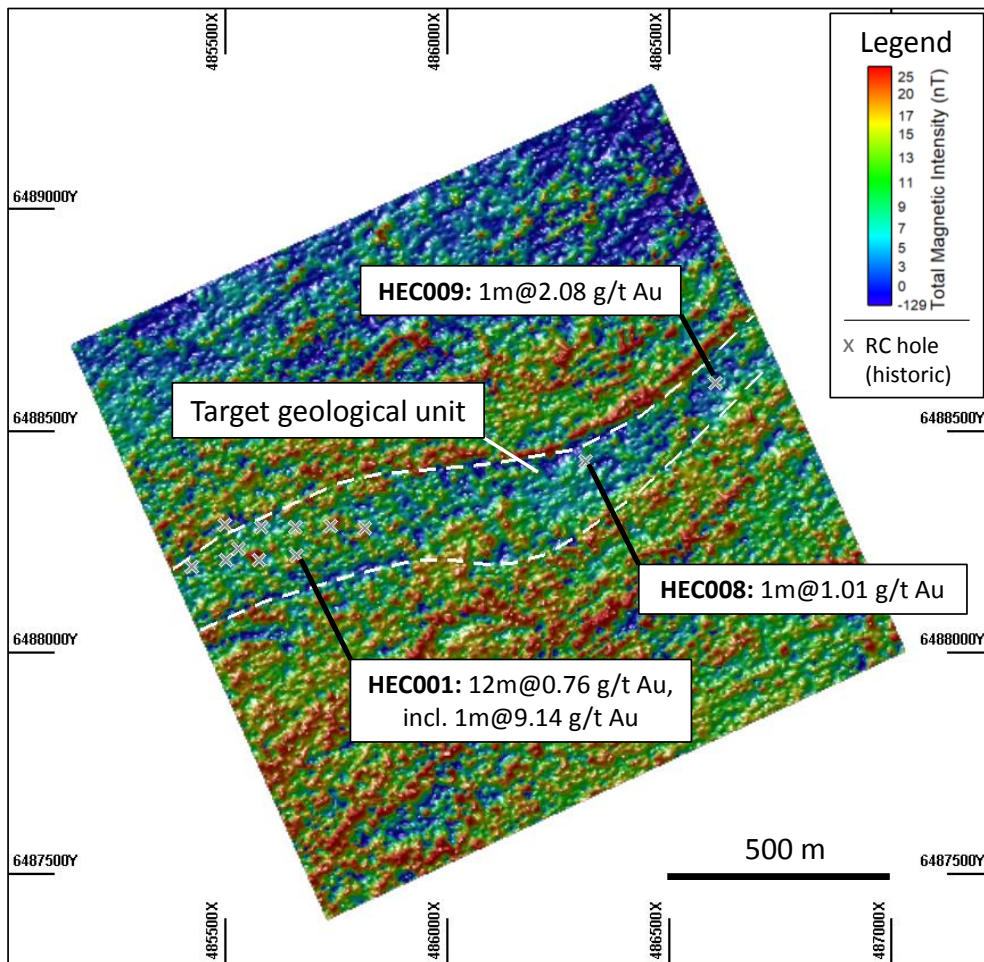 485500X
486000X
486500X
Legend
25
20
17
15
13
11
9
7
5
3
0
-129
Total Magnetic Intensity (nT)
x RC hole
(historic)
6489000Y
HEC009: 1m@2.08 g/t Au
Target geological unit
6488500Y
6488500Y
HEC008: 1m@1.01 g/t Au
6488000Y
6488000Y
HEC001: 12m@0.76 g/t Au,
incl. 1m@9.14 g/t Au
500 m
6487500Y
6487500Y
485500X
486000X
486500X
487000X